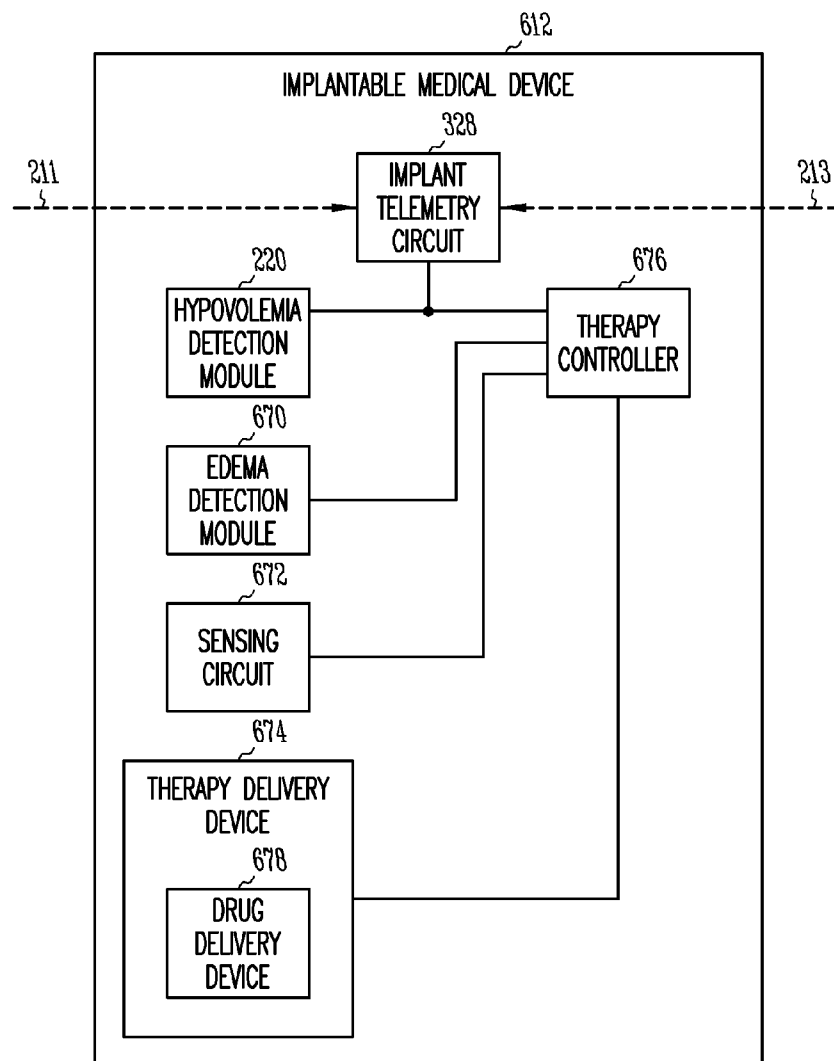 612
IMPLANTABLE MEDICAL DEVICE
328
211
IMPLANT
TELEMETRY
CIRCUIT
213
220
HYPOVOLEMIA
DETECTION
MODULE
676
THERAPY
CONTROLLER
670
EDEMA
DETECTION
MODULE
672
SENSING
CIRCUIT
674
THERAPY DELIVERY
DEVICE
678
DRUG
DELIVERY
DEVICE